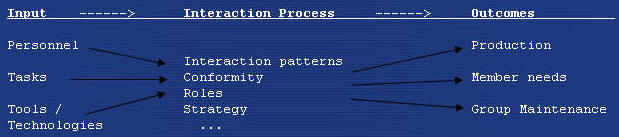 Input ------> Interaction Process ------> Outcomes
Personnel
Tasks
Tools /
Technologies
Interaction patterns
Conformity
Roles
Strategy
...
Production
Member needs
Group Maintenance